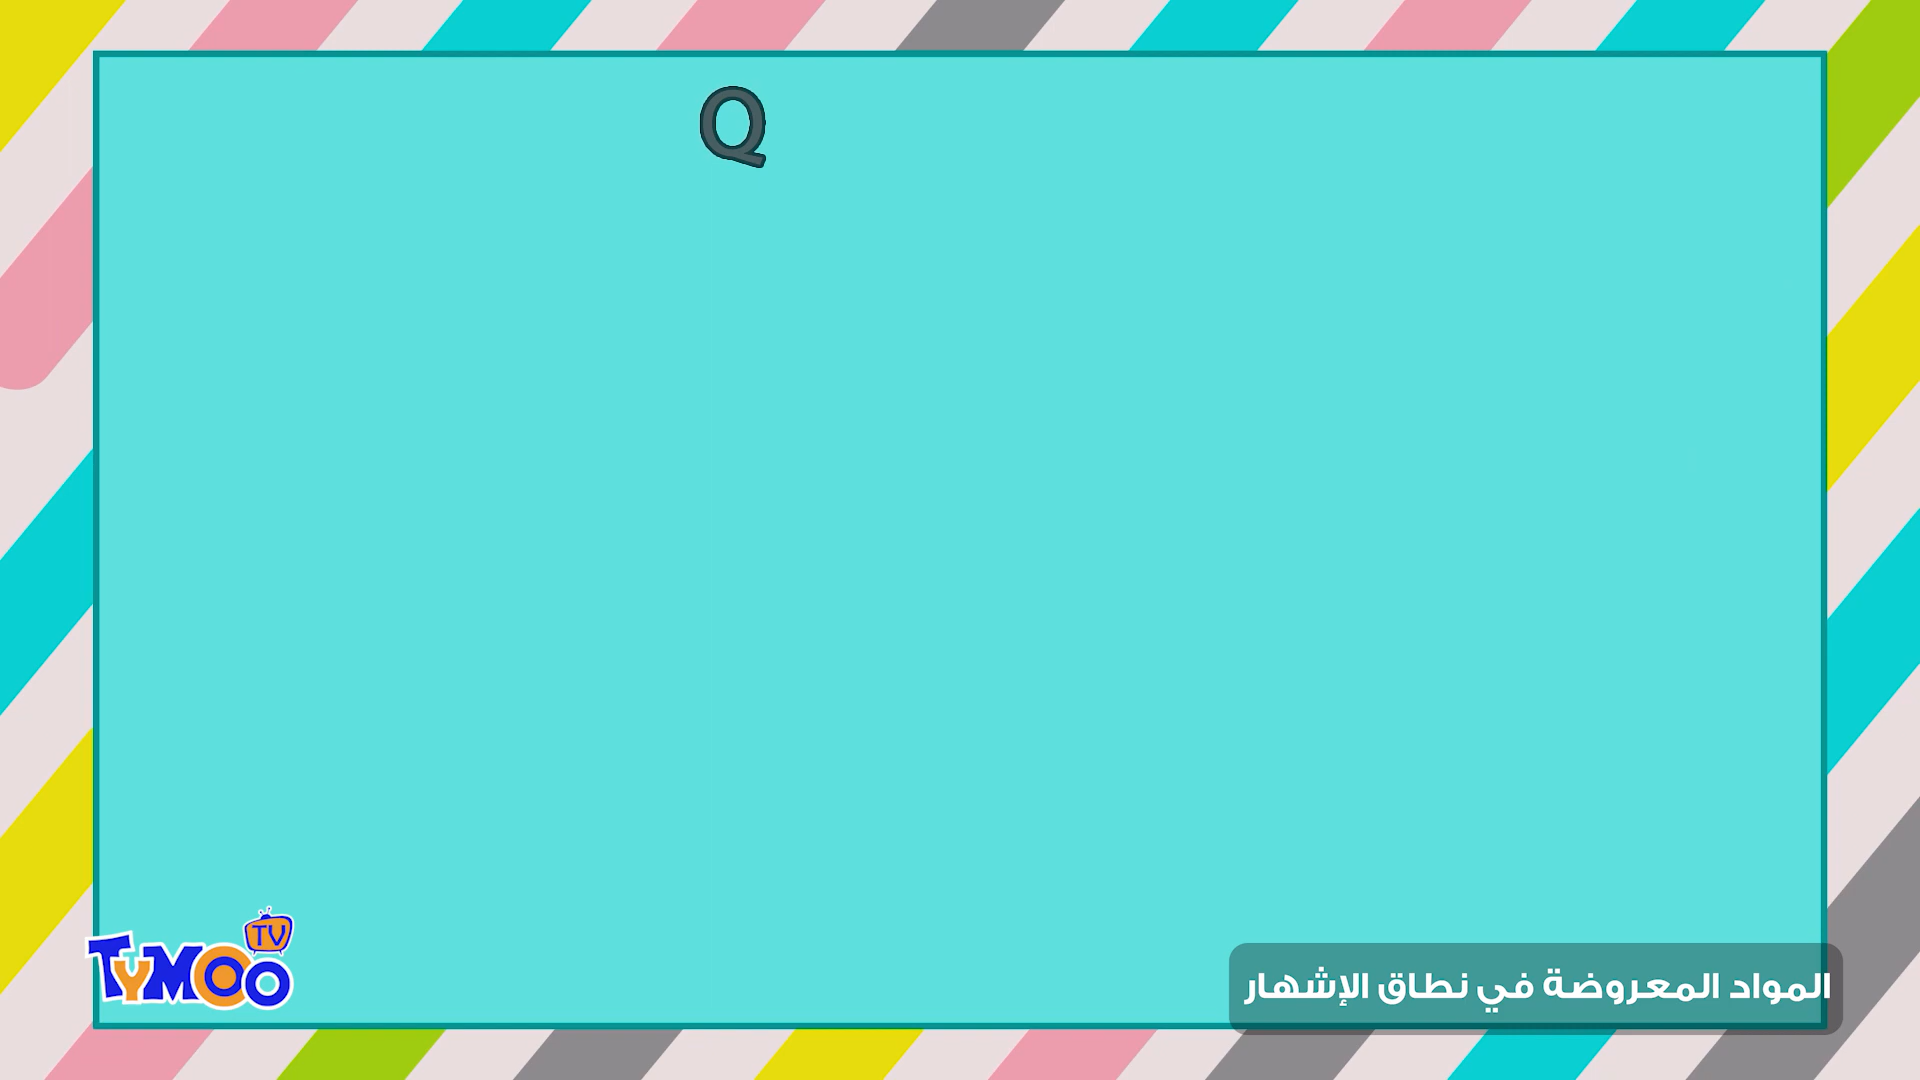 Q
TYMOO TV
المواد المعروضة في نطاق الإشهار